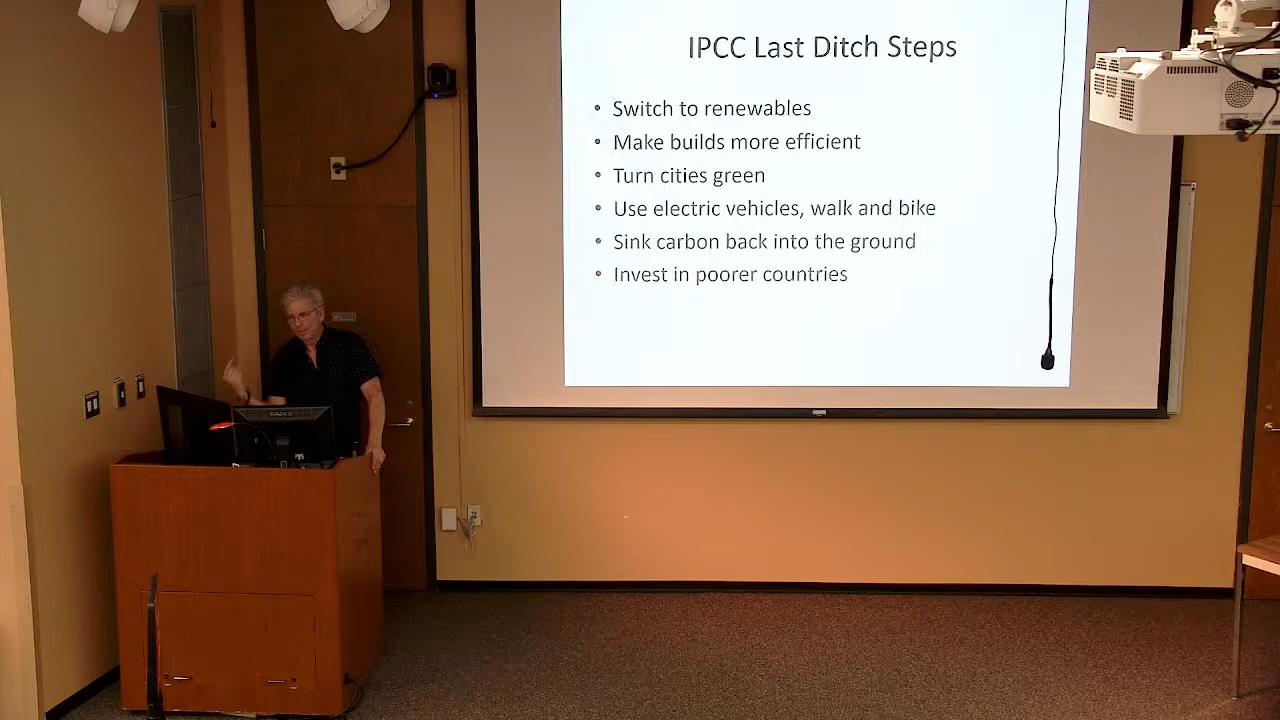 IPCC Last Ditch Steps
• Switch to renewables
• Make builds more efficient
• Turn cities green
• Use electric vehicles, walk and bike
• Sink carbon back into the ground
• Invest in poorer countries